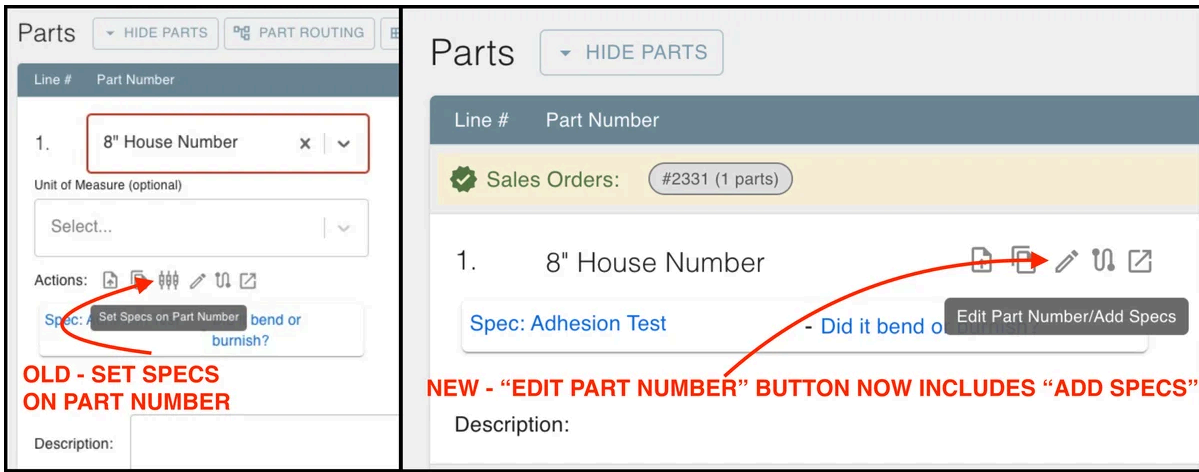 Parts
HIDE PARTS
PART ROUTING
Line # Part Number
1. 8" House Number
Unit of Measure (optional)
Select...
Actions:
Set Specs on Part Number
Spec: bend or
burnish?
OLD - SET SPECS
ON PART NUMBER
Description:
Parts
HIDE PARTS
Line # Part Number
Sales Orders: #2331 (1 parts)
1. 8" House Number
Edit Part Number/Add Specs
Spec: Adhesion Test - Did it bend or
NEW - “EDIT PART NUMBER” BUTTON NOW INCLUDES “ADD SPECS”
Description: